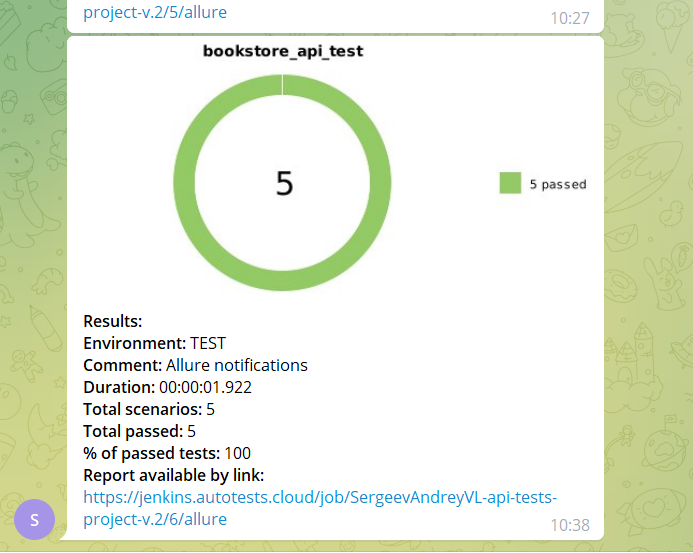 project-v.2/5/allure
10:27
bookstore_api_test
5
5 passed
Results:
Environment: TEST
Comment: Allure notifications
Duration: 00:00:01.922
Total scenarios: 5
Total passed: 5
% of passed tests: 100
Report available by link:
https://jenkins.autotests.cloud/job/SergeevAndreyVL-api-tests-
project-v.2/6/allure
S
10:38